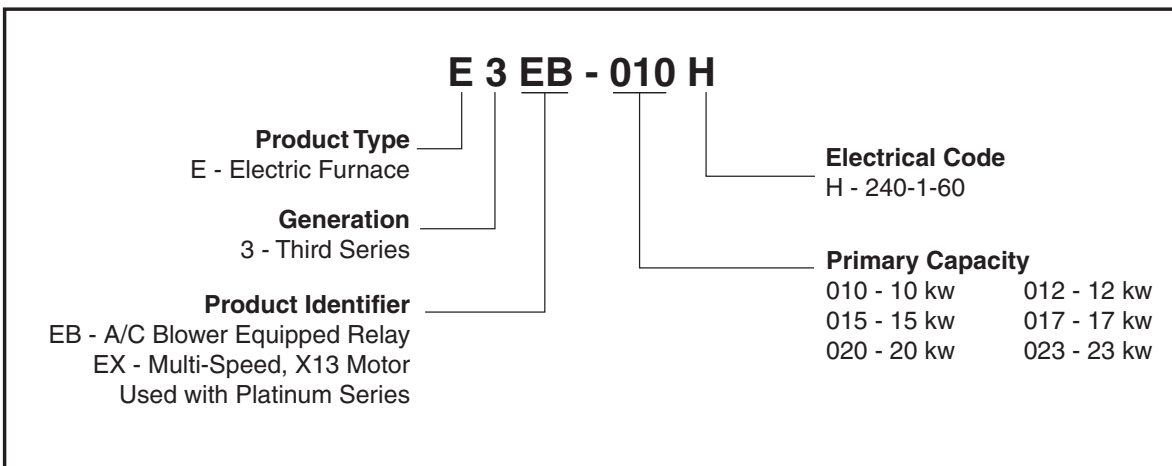 E 3 EB - 010 H
Product Type
E - Electric Furnace
Generation
3 - Third Series
Product Identifier
EB - A/C Blower Equipped Relay
EX - Multi-Speed, X13 Motor
Used with Platinum Series
Electrical Code
H - 240-1-60
Primary Capacity
010 - 10 kw 012 - 12 kw
015 - 15 kw 017 - 17 kw
020 - 20 kw 023 - 23 kw